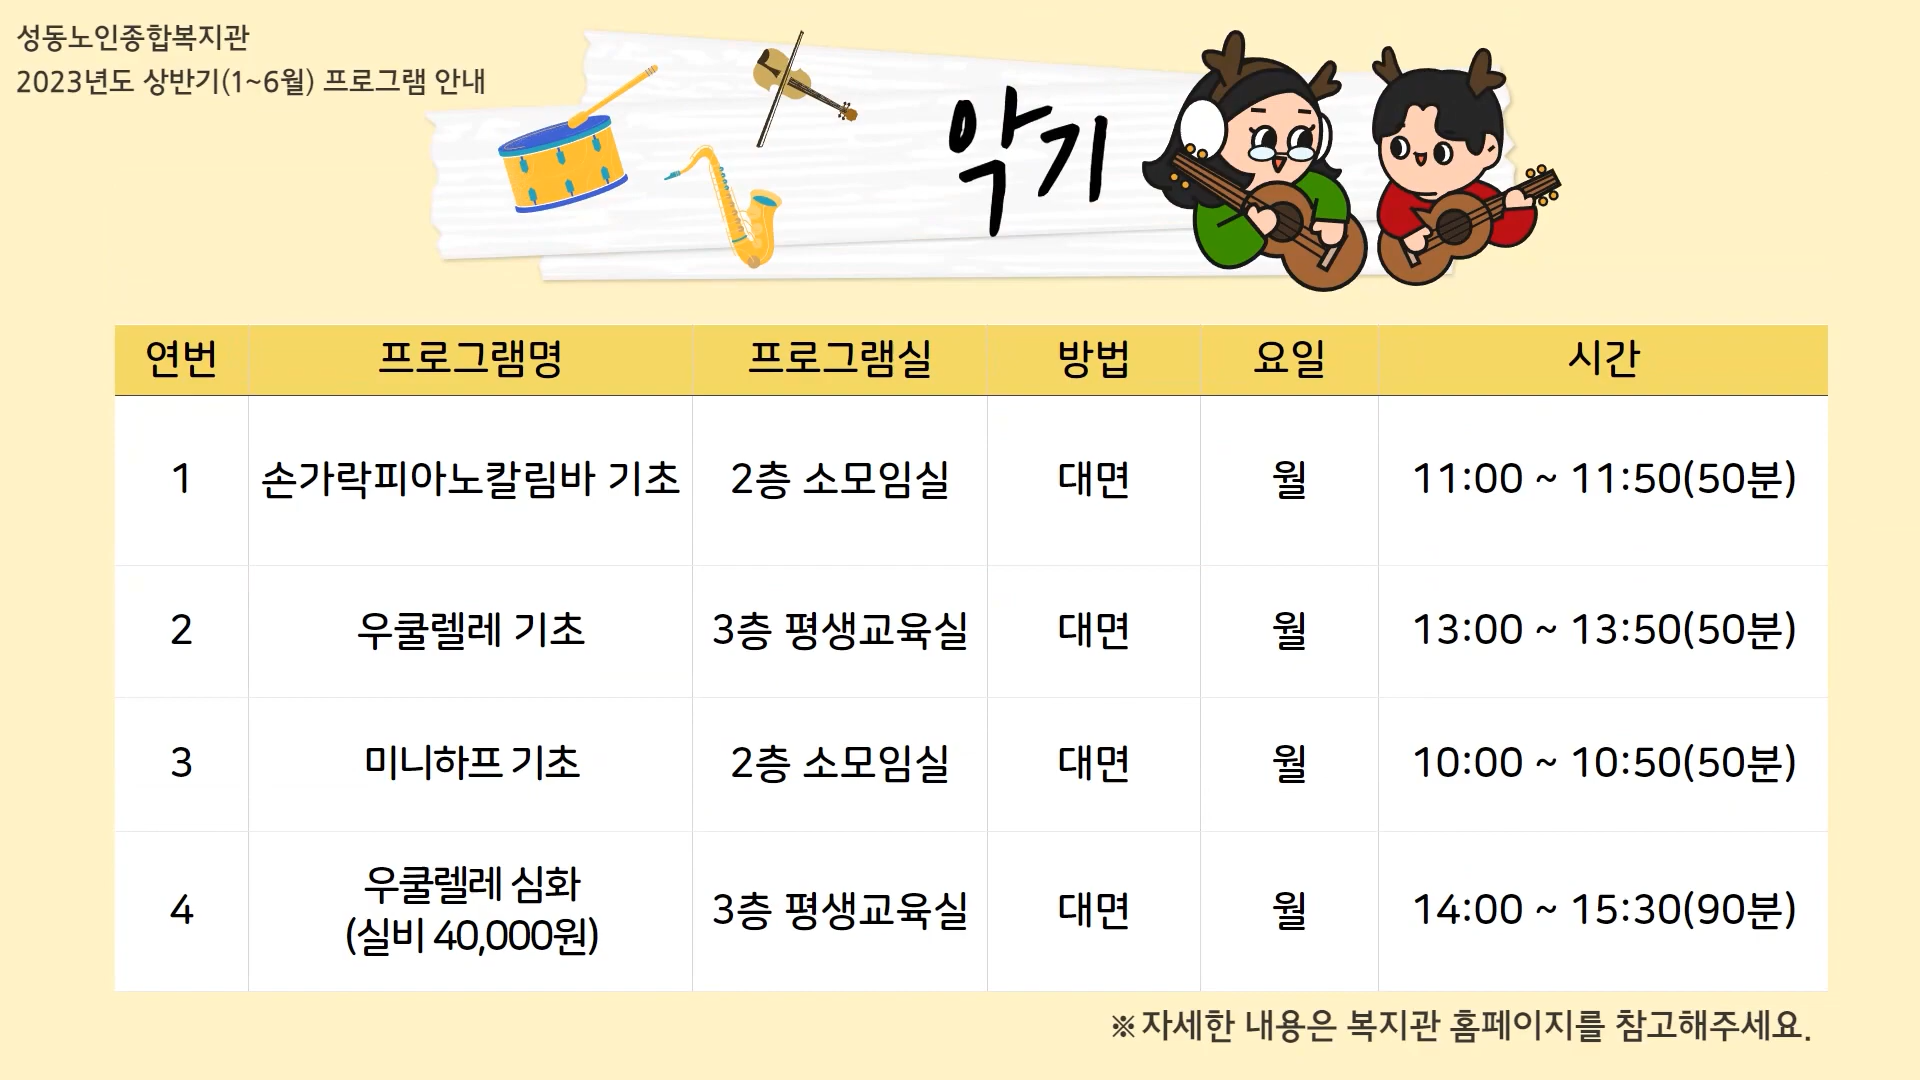 성동노인종합복지관
2023년도 상반기(1~6월) 프로그램 안내
악기
연번 프로그램명 프로그램실 방법 요일 시간
1 손가락피아노칼림바 기초 2층 소모임실 대면 월 11:00 ~ 11:50(50분)
2 우쿨렐레 기초 3층 평생교육실 대면 월 13:00 ~ 13:50(50분)
3 미니하프 기초 2층 소모임실 대면 월 10:00 ~ 10:50(50분)
4 우쿨렐레 심화
(실비 40,000원) 3층 평생교육실 대면 월 14:00 ~ 15:30(90분)
※자세한 내용은 복지관 홈페이지를 참고해주세요.